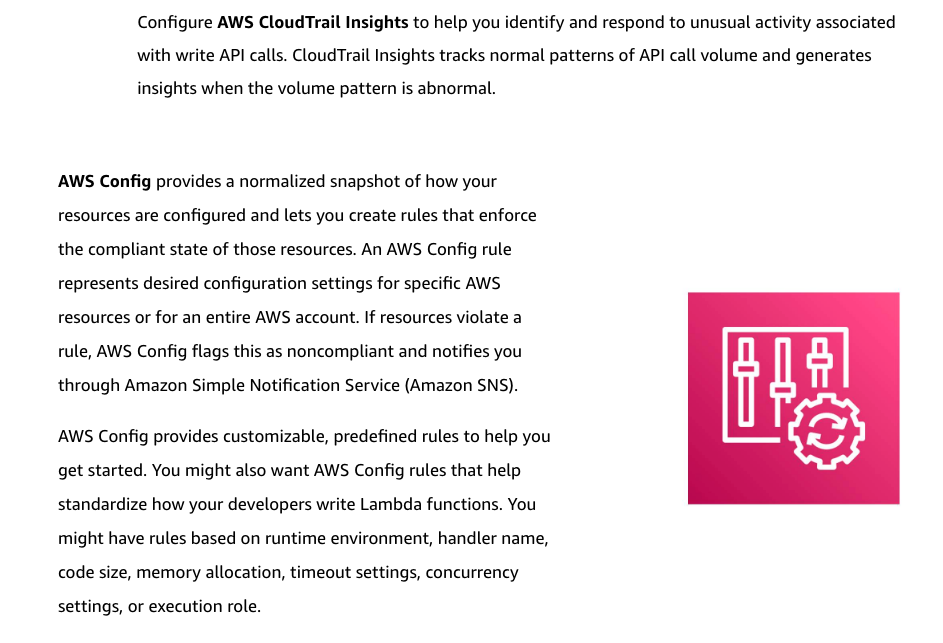 Configure AWS CloudTrail Insights to help you identify and respond to unusual activity associated
with write API calls. CloudTrail Insights tracks normal patterns of API call volume and generates
insights when the volume pattern is abnormal.
AWS Config provides a normalized snapshot of how your
resources are configured and lets you create rules that enforce
the compliant state of those resources. An AWS Config rule
represents desired configuration settings for specific AWS
resources or for an entire AWS account. If resources violate a
rule, AWS Config flags this as noncompliant and notifies you
through Amazon Simple Notification Service (Amazon SNS).
AWS Config provides customizable, predefined rules to help you
get started. You might also want AWS Config rules that help
standardize how your developers write Lambda functions. You
might have rules based on runtime environment, handler name,
code size, memory allocation, timeout settings, concurrency
settings, or execution role.